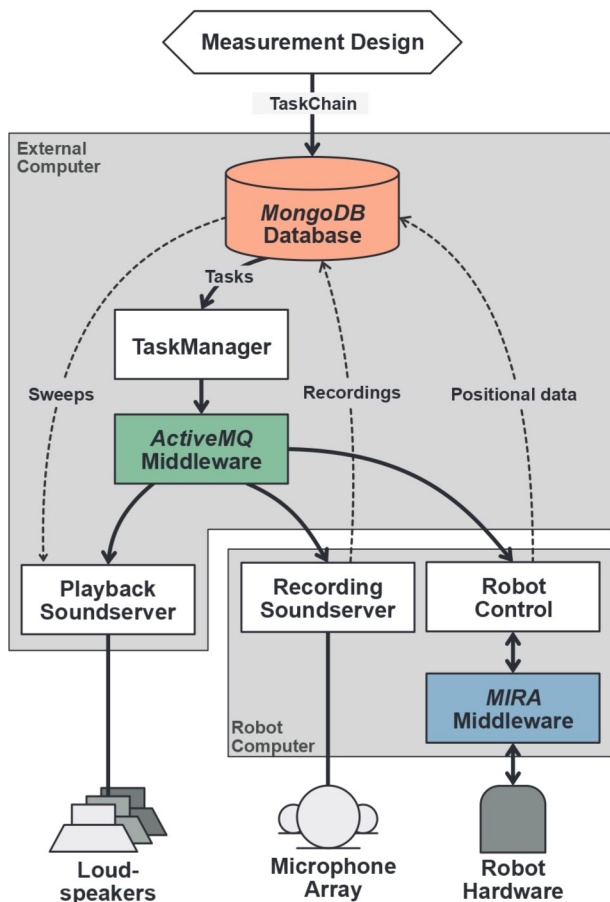 Measurement Design
TaskChain
External
Computer
MongoDB
Database
Tasks
TaskManager
Sweeps
Recordings
Positional data
ActiveMQ
Middleware
Playback
Soundserver
Recording
Soundserver
Robot
Control
MIRA
Middleware
Robot
Computer
Loud-
speakers
Microphone
Array
Robot
Hardware